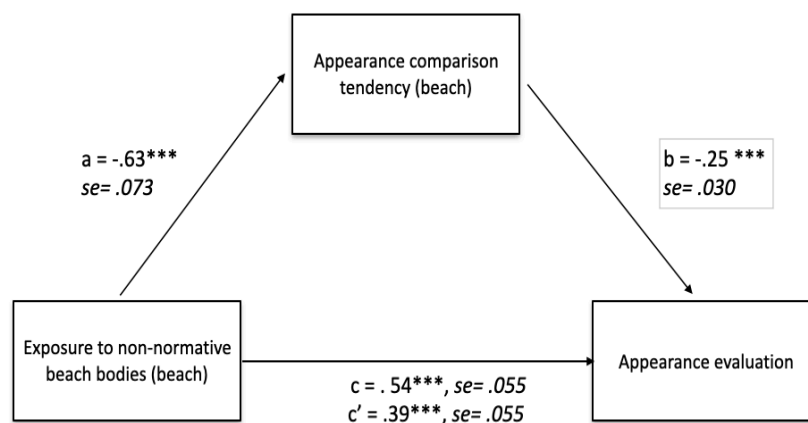 Appearance comparison
tendency (beach)
a = -.63***
se= .073
b = -.25 ***
se= .030
Exposure to non-normative
beach bodies (beach)
Appearance evaluation
c = . 54***, se= .055
c’ = .39***, se= .055